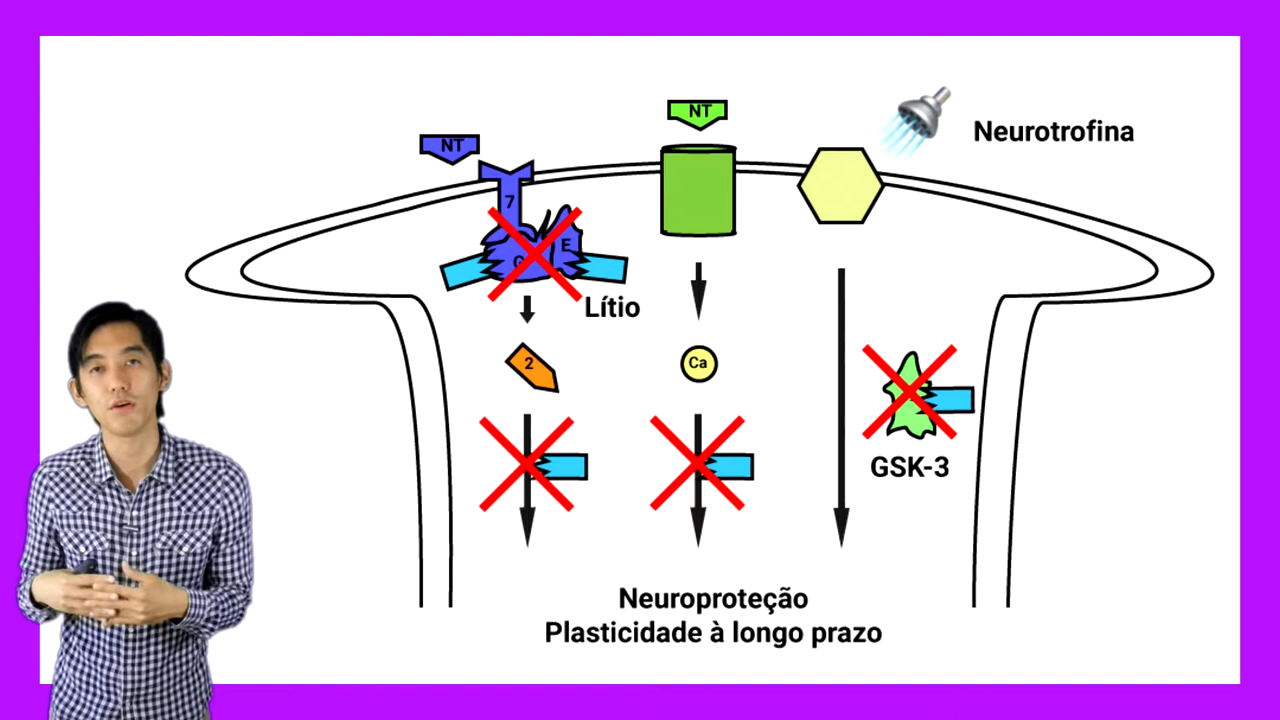 NT
Neurotrofina
NT
7
G
E
Lítio
2
Ca
GSK-3
Neuroproteção
Plasticidade à longo prazo